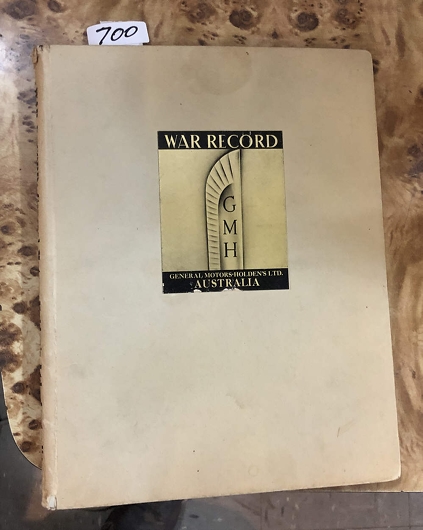 700
WAR RECORD
G
M
H
GENERAL MOTORS-HOLDEN'S LTD.
AUSTRALIA